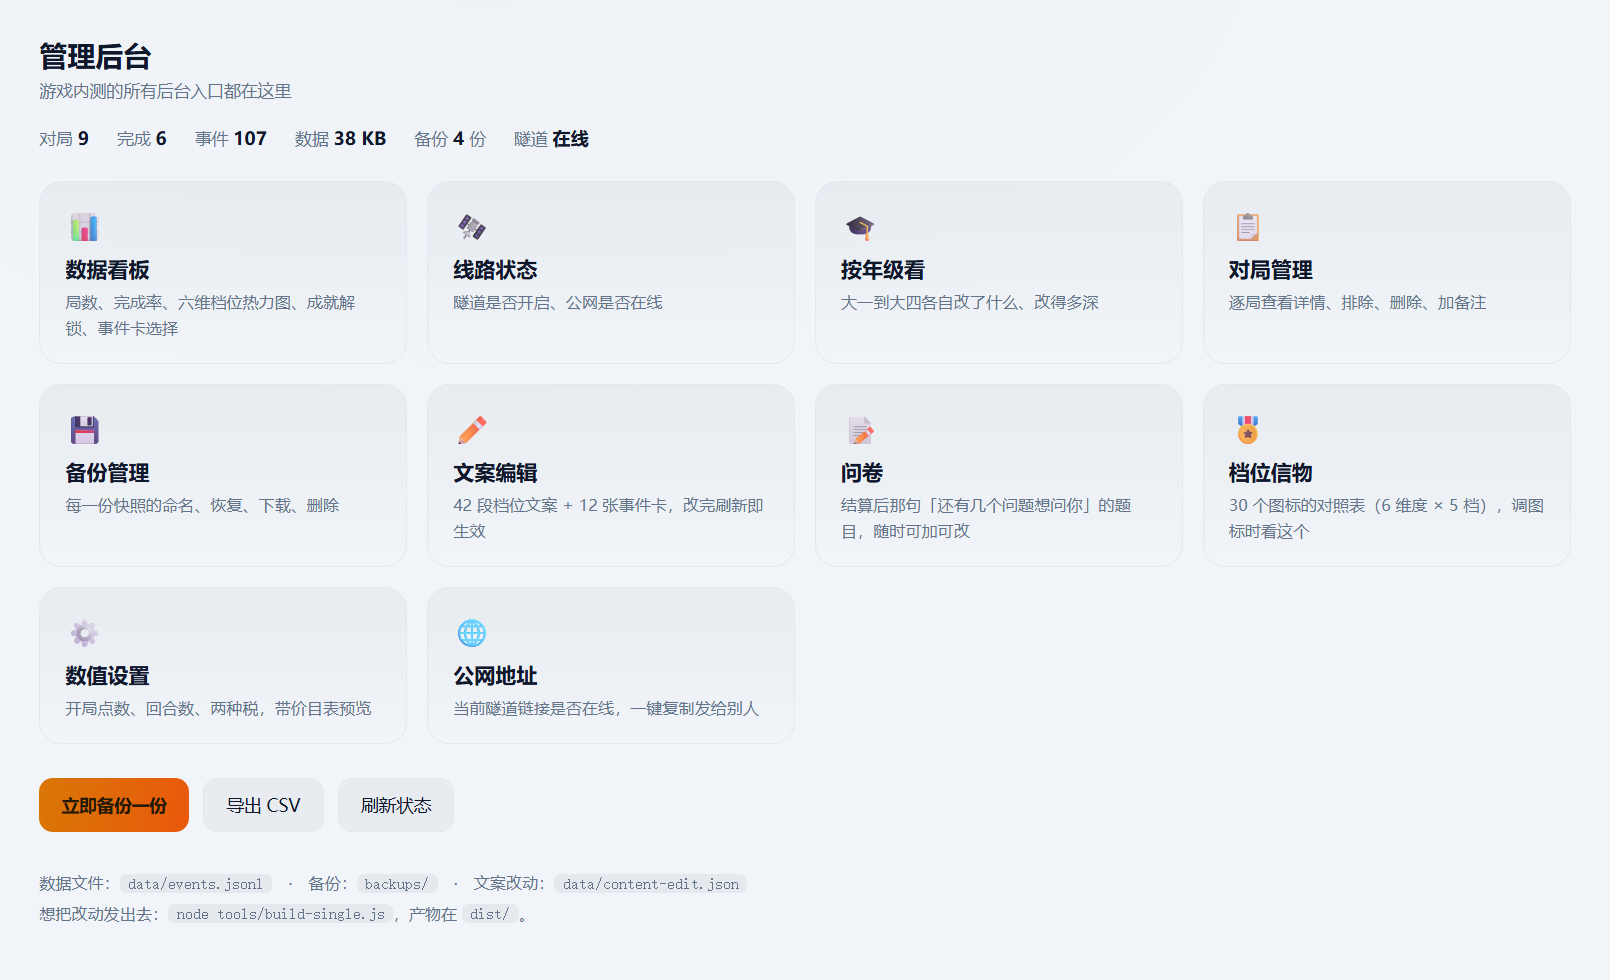 管理后台
游戏内测的所有后台入口都在这里
对局 9 完成 6 事件 107 数据 38 KB 备份 4 份 隧道 在线
数据看板
局数、完成率、六维档位热力图、成就解
锁、事件卡选择
线路状态
隧道是否开启、公网是否在线
按年级看
大一到大四各自改了什么、改得多深
对局管理
逐局查看详情、排除、删除、加备注
备份管理
每一份快照的命名、恢复、下载、删除
文案编辑
42 段档位文案 + 12 张事件卡，改完刷新即
生效
问卷
结算后那句「还有几个问题想问你」的题
目，随时可加可改
档位信物
30 个图标的对照表（6 维度 × 5 档），调图
标时看这个
数值设置
开局点数、回合数、两种税，带价目表预览
公网地址
当前隧道链接是否在线，一键复制发给别人
立即备份一份 导出 CSV 刷新状态
数据文件： data/events.jsonl · 备份： backups/ · 文案改动： data/content-edit.json
想把改动发出去： node tools/build-single.js ，产物在 dist/ 。